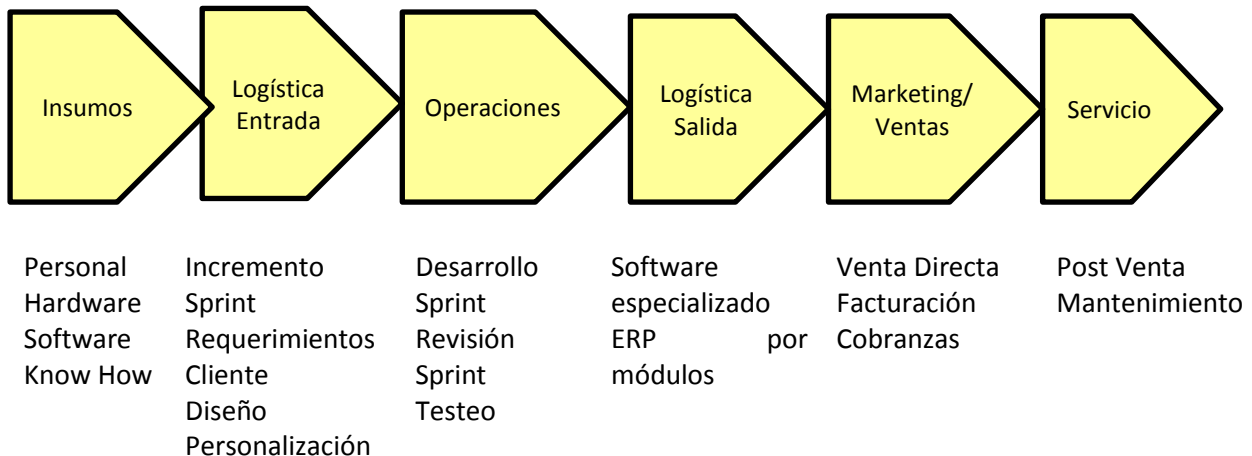 Insumos
Logística
Entrada
Operaciones
Logística
Salida
Marketing/
Ventas
Servicio
Personal
Hardware
Software
Know How
Incremento
Sprint
Requerimientos
Cliente
Diseño
Personalización
Desarrollo
Sprint
Revisión
Sprint
Testeo
Software
especializado
ERP por
módulos
Venta Directa
Facturación
Cobranzas
Post Venta
Mantenimiento